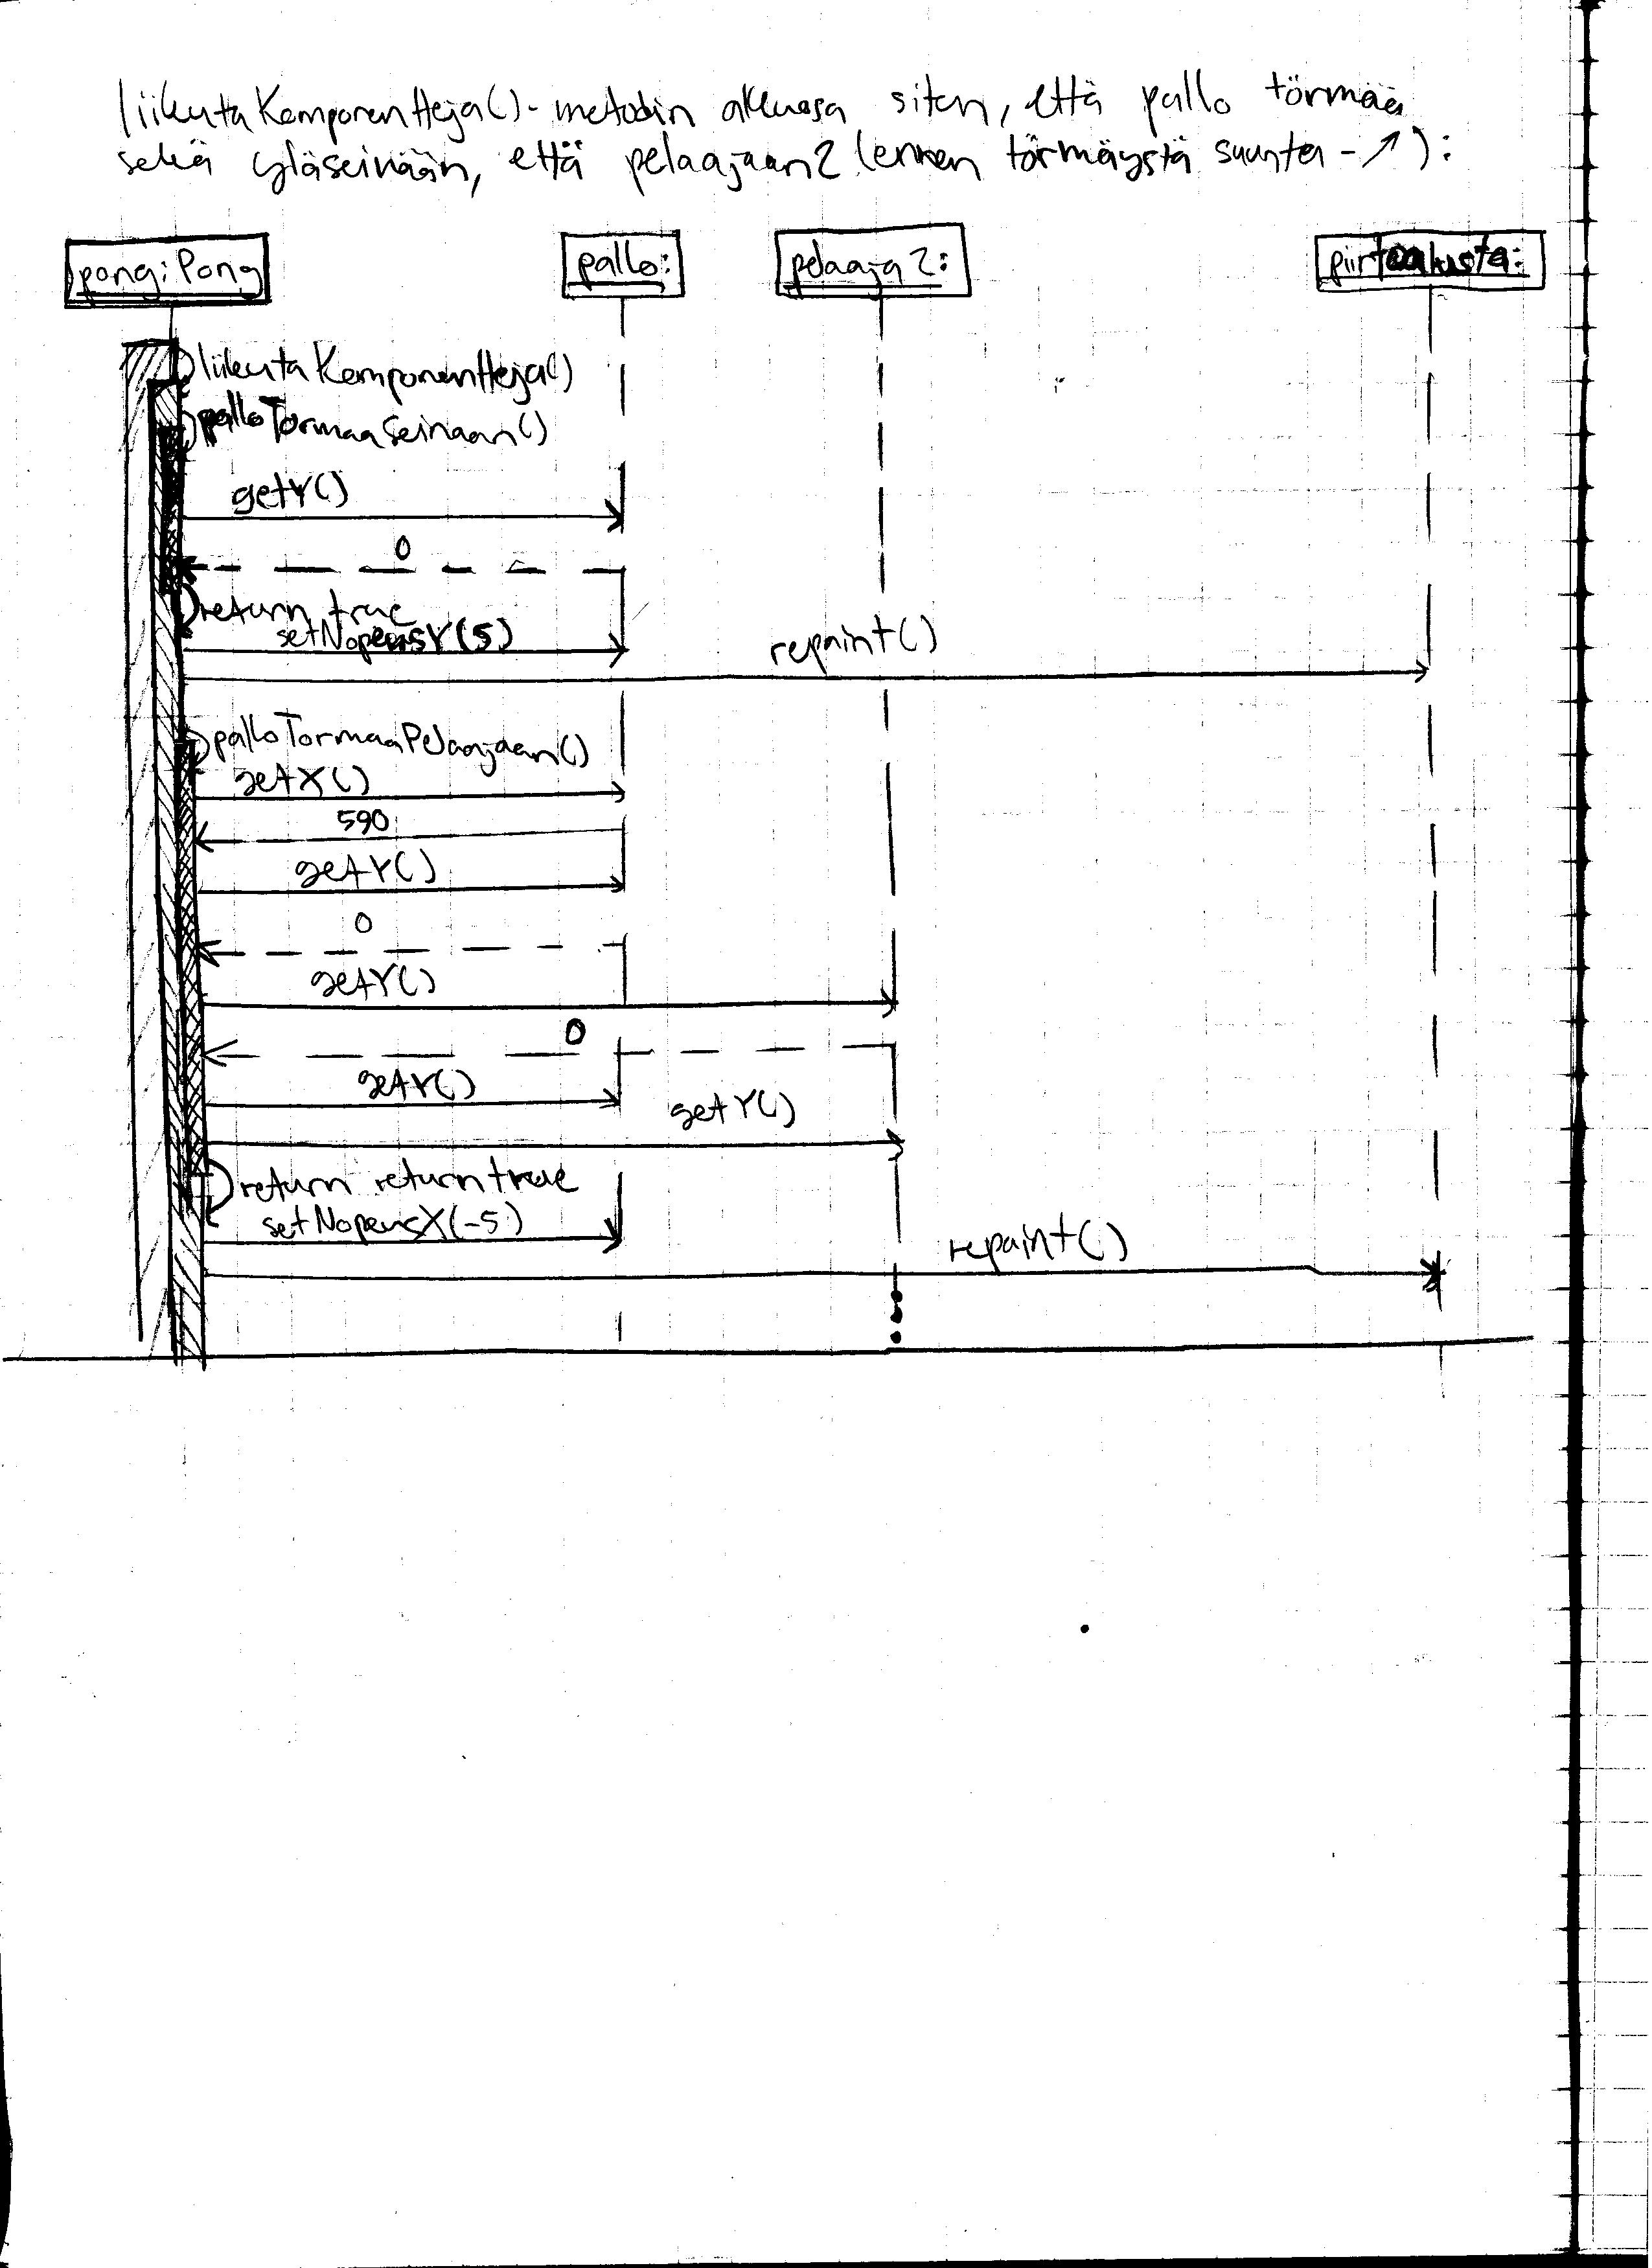 liikutaKomponentteja()-metodin alkuosa siten, että pallo törmää
sekä yläseinään, että pelaajaan2 (ennen törmäystä suunta - ↗):
pong:Pong
pallo:
pelaaja2:
piirtoalusta:
liikutaKomponentteja()
palloTormaaSeinaan()
getY()
0
return true
setNopeusY(5)
repaint()
palloTormaaPelaajaan()
getX()
590
getY()
0
getY()
0
getY()
getY()
return return true
setNopeusX(-5)
repaint()